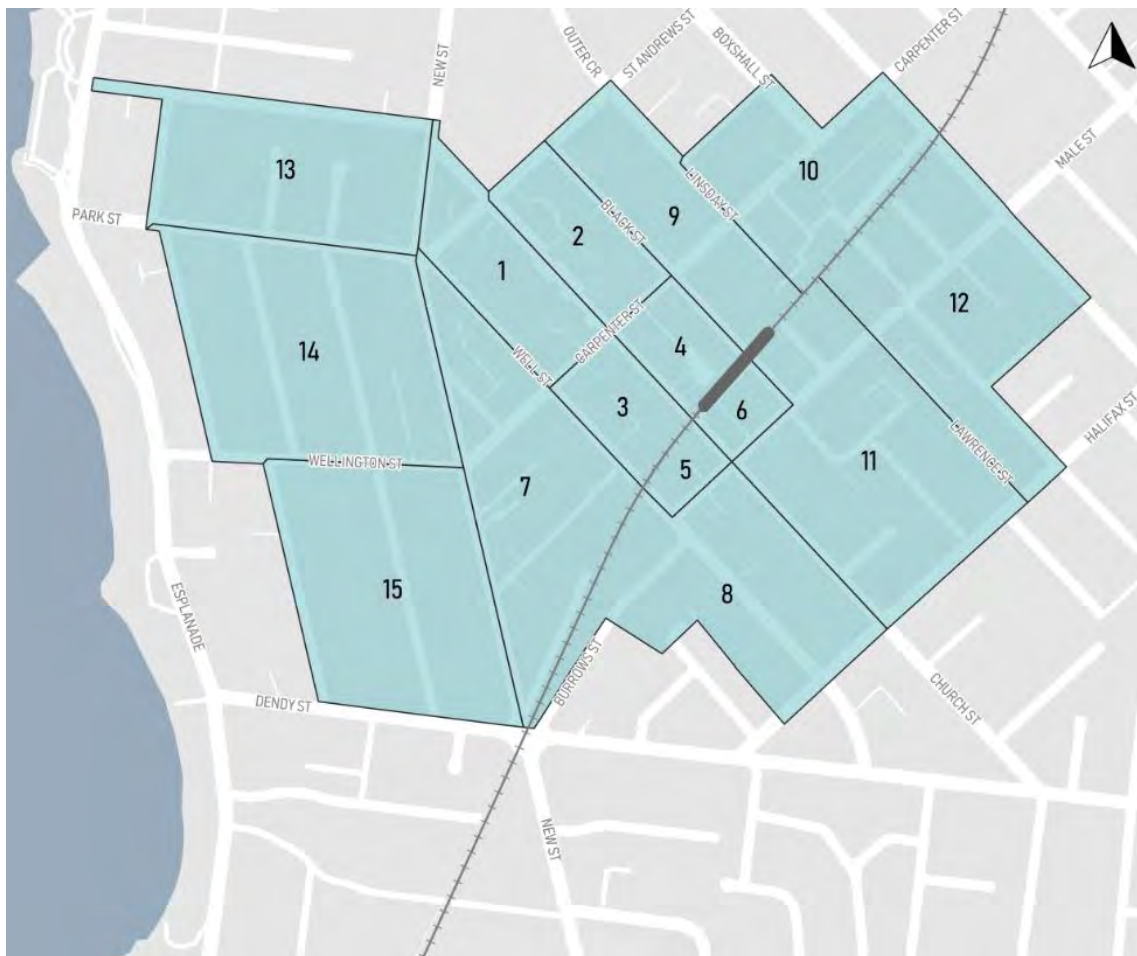 OUTER CR
ST ANDREWS ST
BOXSHALL ST
CARPENTER ST
NEW ST
MALE ST
13
10
LINSDAY ST
9
BLACK ST
PARK ST
2
1
12
CARPENTER ST
14
4
WELL ST
3
6
HALIFAX ST
LAWRENCE ST
11
5
WELLINGTON ST
7
15
8
ESPLANADE
BURROWS ST
DENDY ST
CHURCH ST
NEW ST